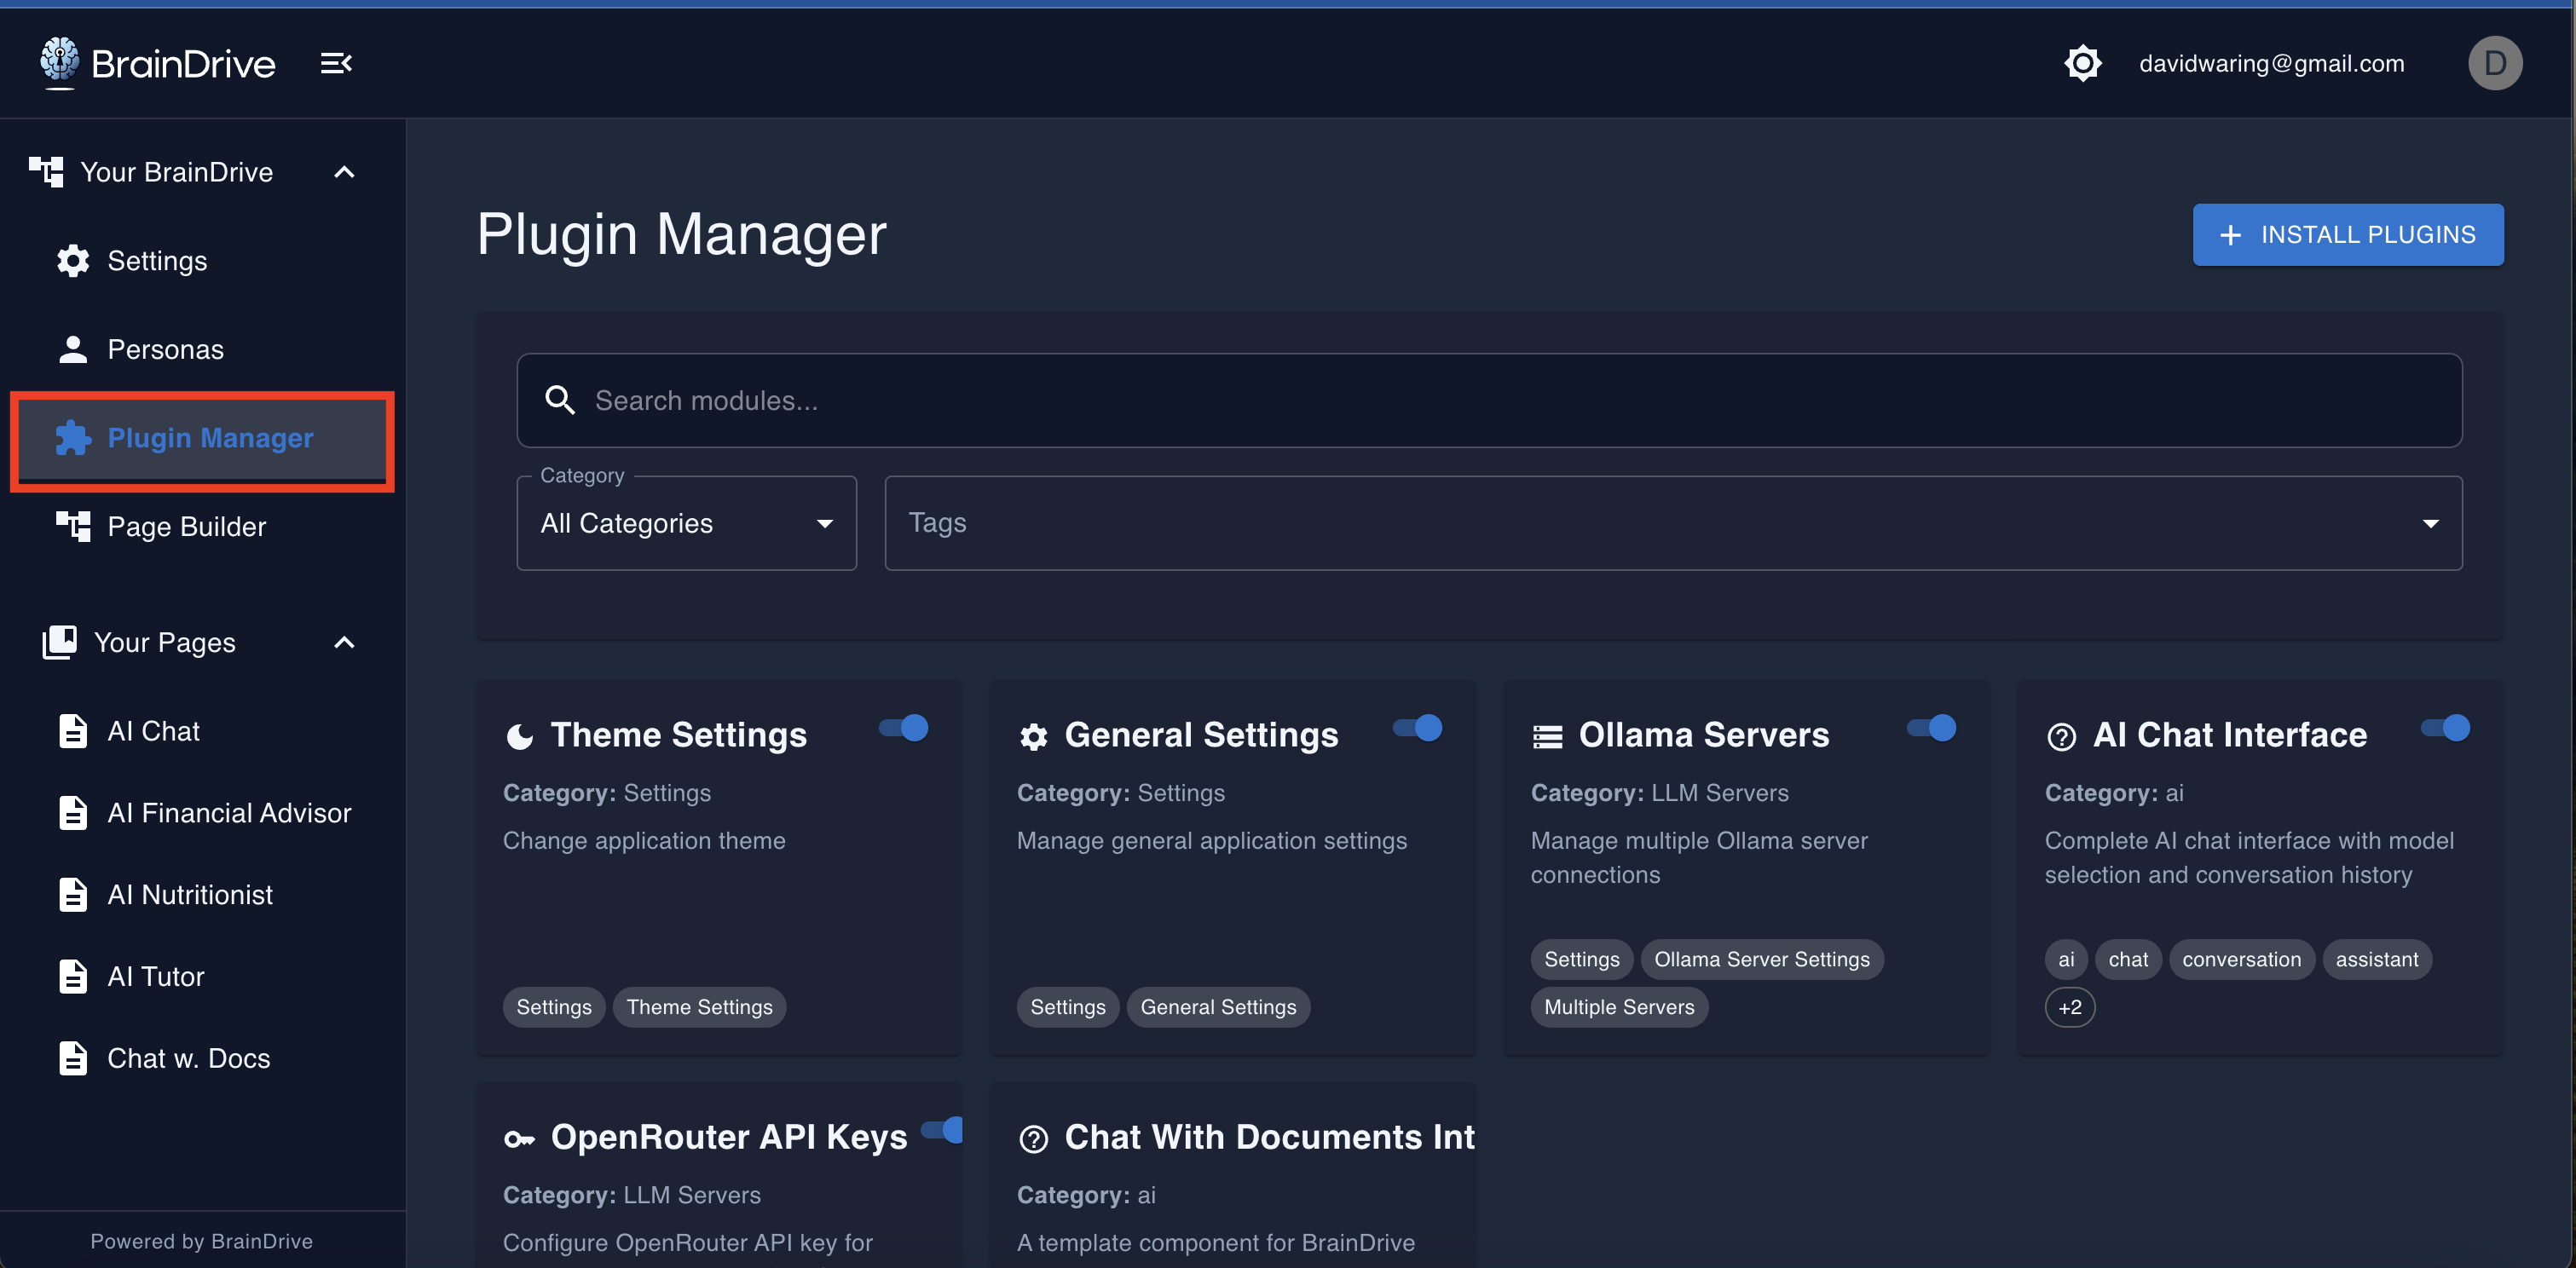 BrainDrive
davidwaring@gmail.com
D
Your BrainDrive
Settings
Personas
Plugin Manager
Page Builder
Your Pages
AI Chat
AI Financial Advisor
AI Nutritionist
AI Tutor
Chat w. Docs
Powered by BrainDrive
Plugin Manager
+ INSTALL PLUGINS
Search modules...
Category
All Categories
Tags
Theme Settings
Category: Settings
Change application theme
Settings
Theme Settings
General Settings
Category: Settings
Manage general application settings
Settings
General Settings
Ollama Servers
Category: LLM Servers
Manage multiple Ollama server
connections
Settings
Ollama Server Settings
Multiple Servers
AI Chat Interface
Category: ai
Complete AI chat interface with model
selection and conversation history
ai
chat
conversation
assistant
+2
OpenRouter API Keys
Category: LLM Servers
Configure OpenRouter API key for
Chat With Documents Int
Category: ai
A template component for BrainDrive